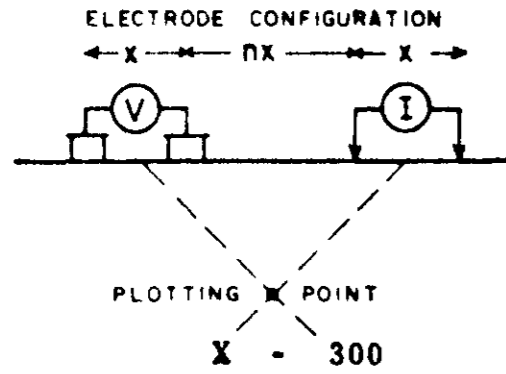 ELECTRODE CONFIGURATION
x nx x
V I
PLOTTING POINT
X - 300